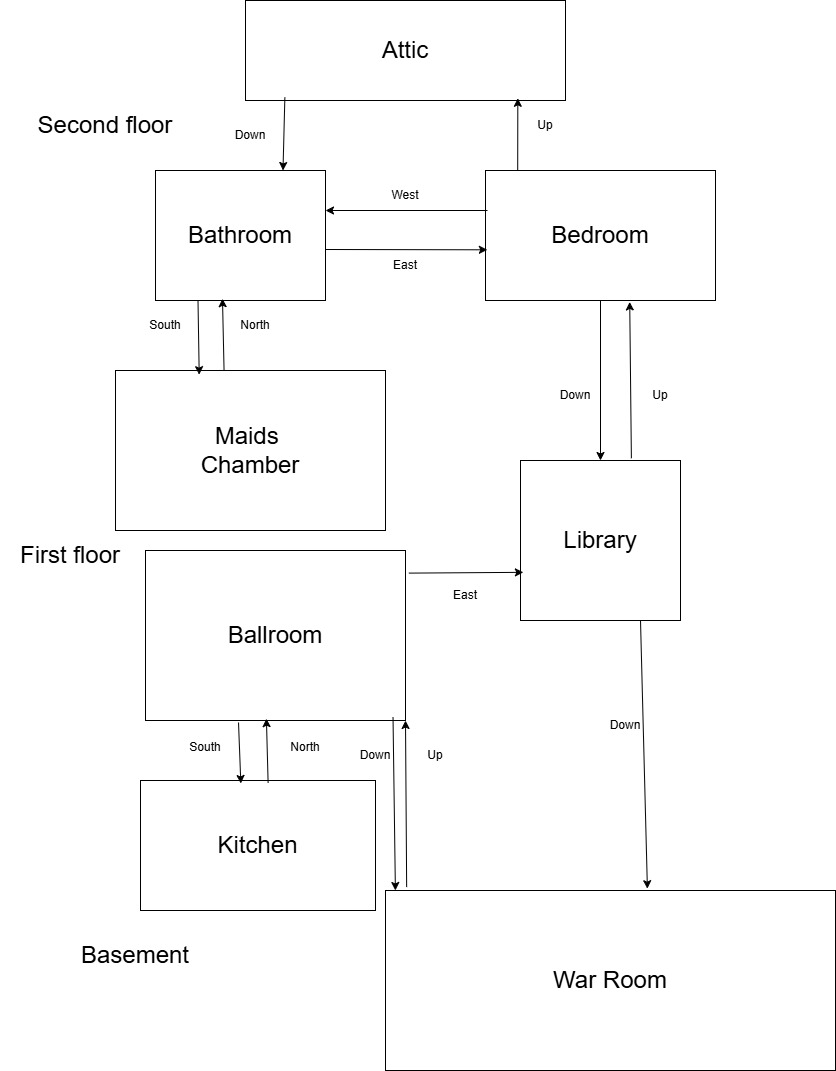 Attic
Second floor
Down
Up
Bathroom
West
East
Bedroom
South
North
Down
Up
Maids
Chamber
Library
First floor
East
Ballroom
South
North
Down
Up
Down
Kitchen
Basement
War Room